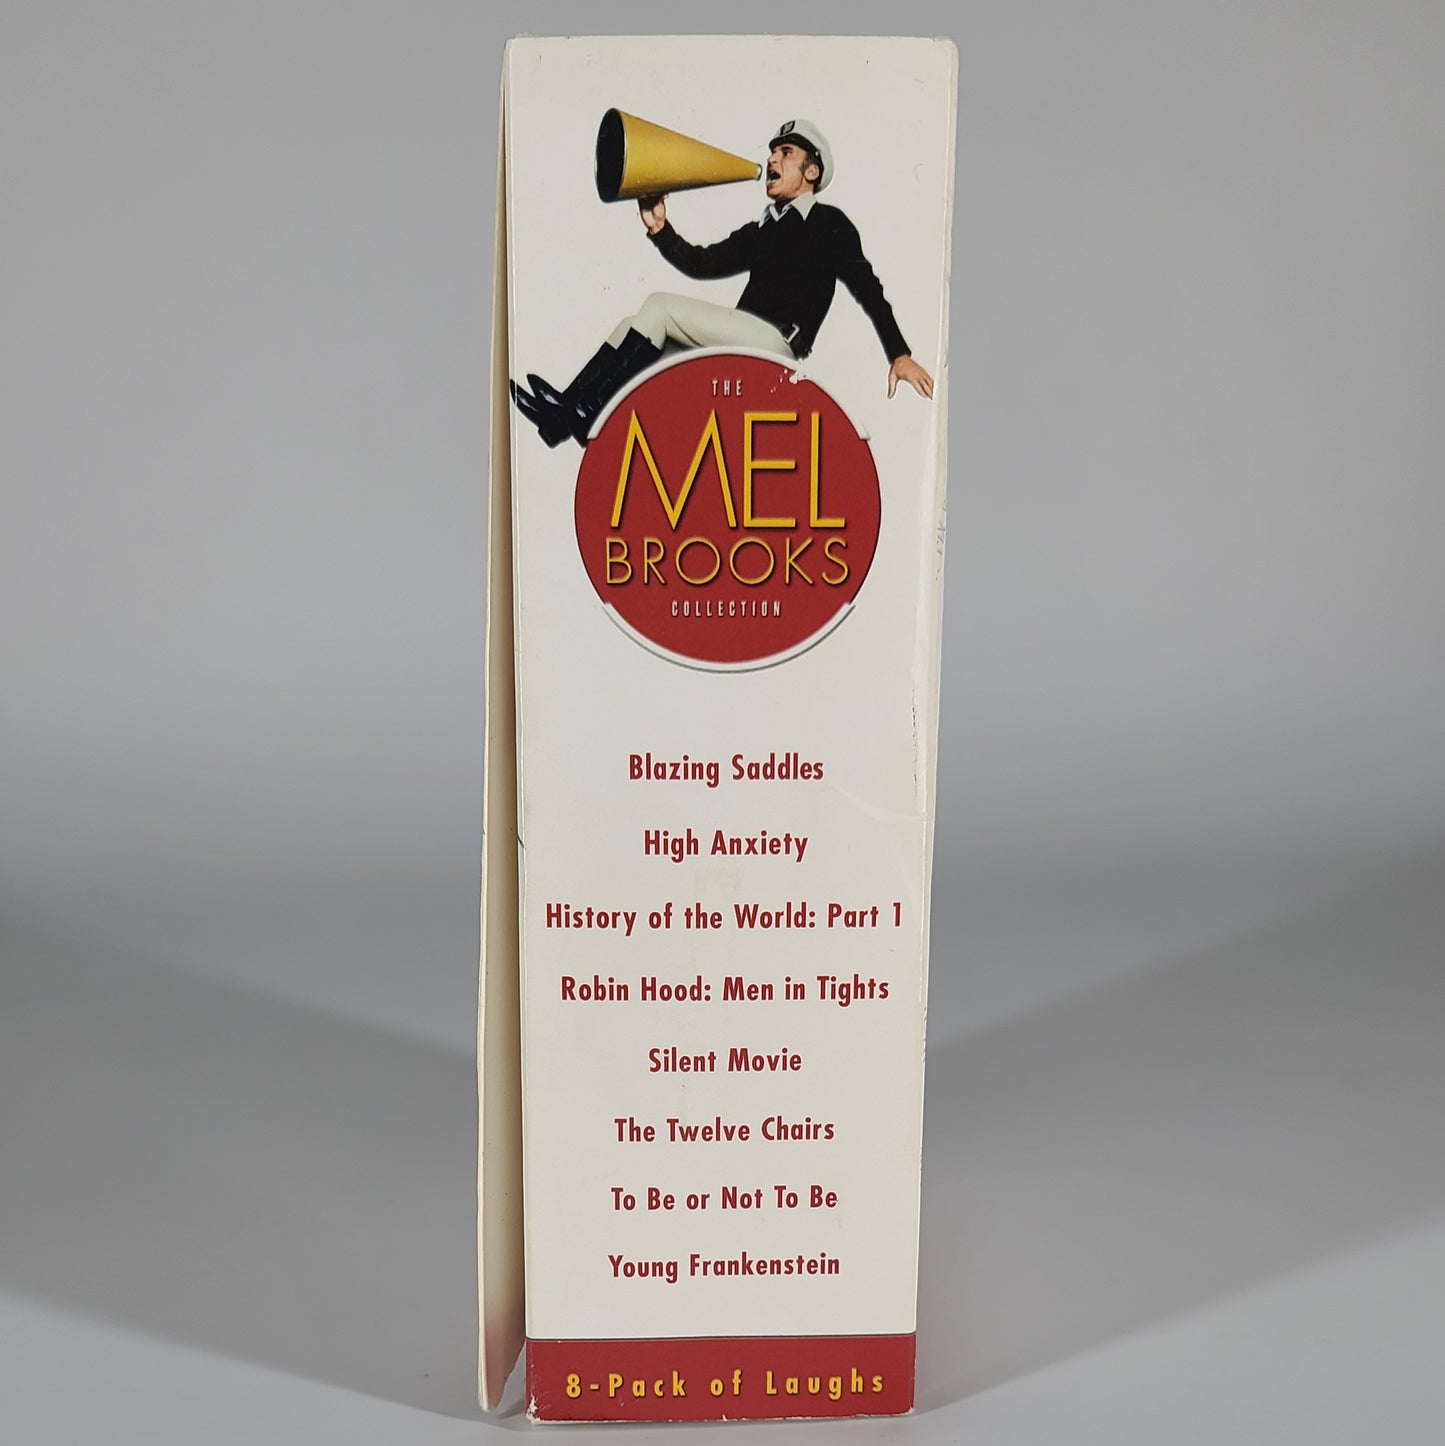 THE
MEL
BROOKS
COLLECTION
Blazing Saddles
High Anxiety
History of the World: Part 1
Robin Hood: Men in Tights
Silent Movie
The Twelve Chairs
To Be or Not To Be
Young Frankenstein
8-Pack of Laughs